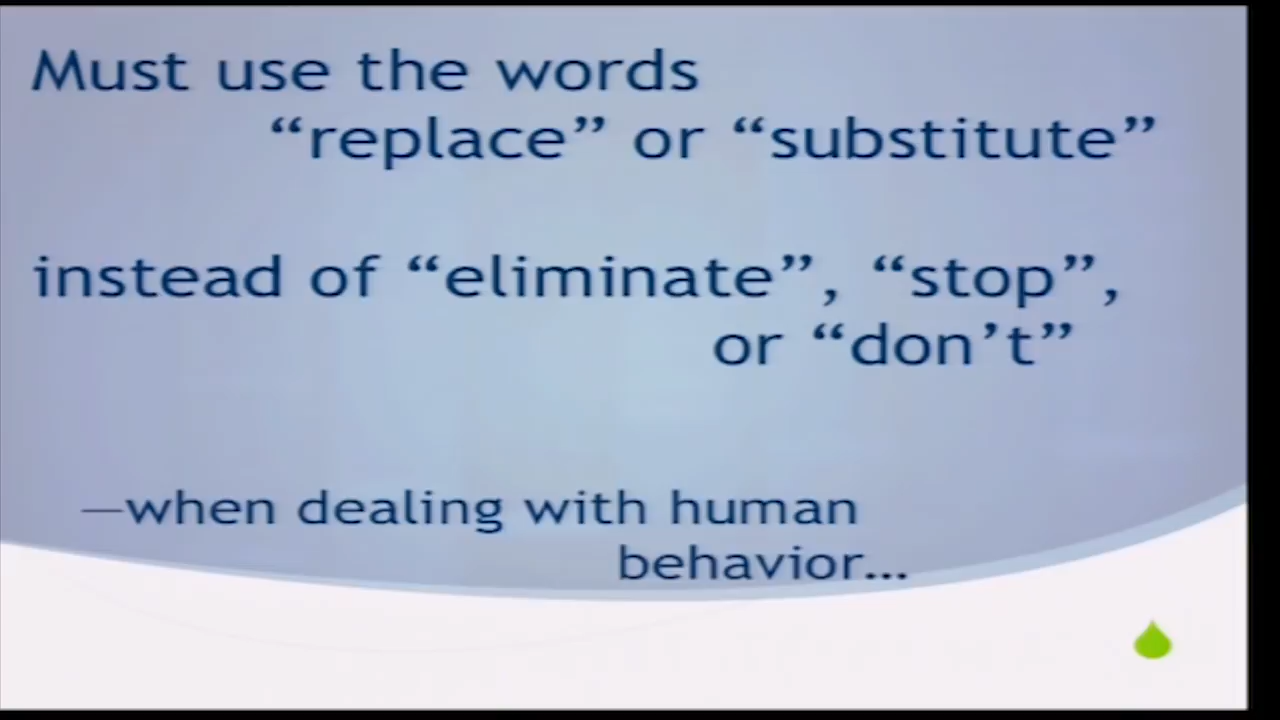 Must use the words
“replace” or “substitute”
instead of “eliminate”, “stop”,
or “don’t”
—when dealing with human
behavior…